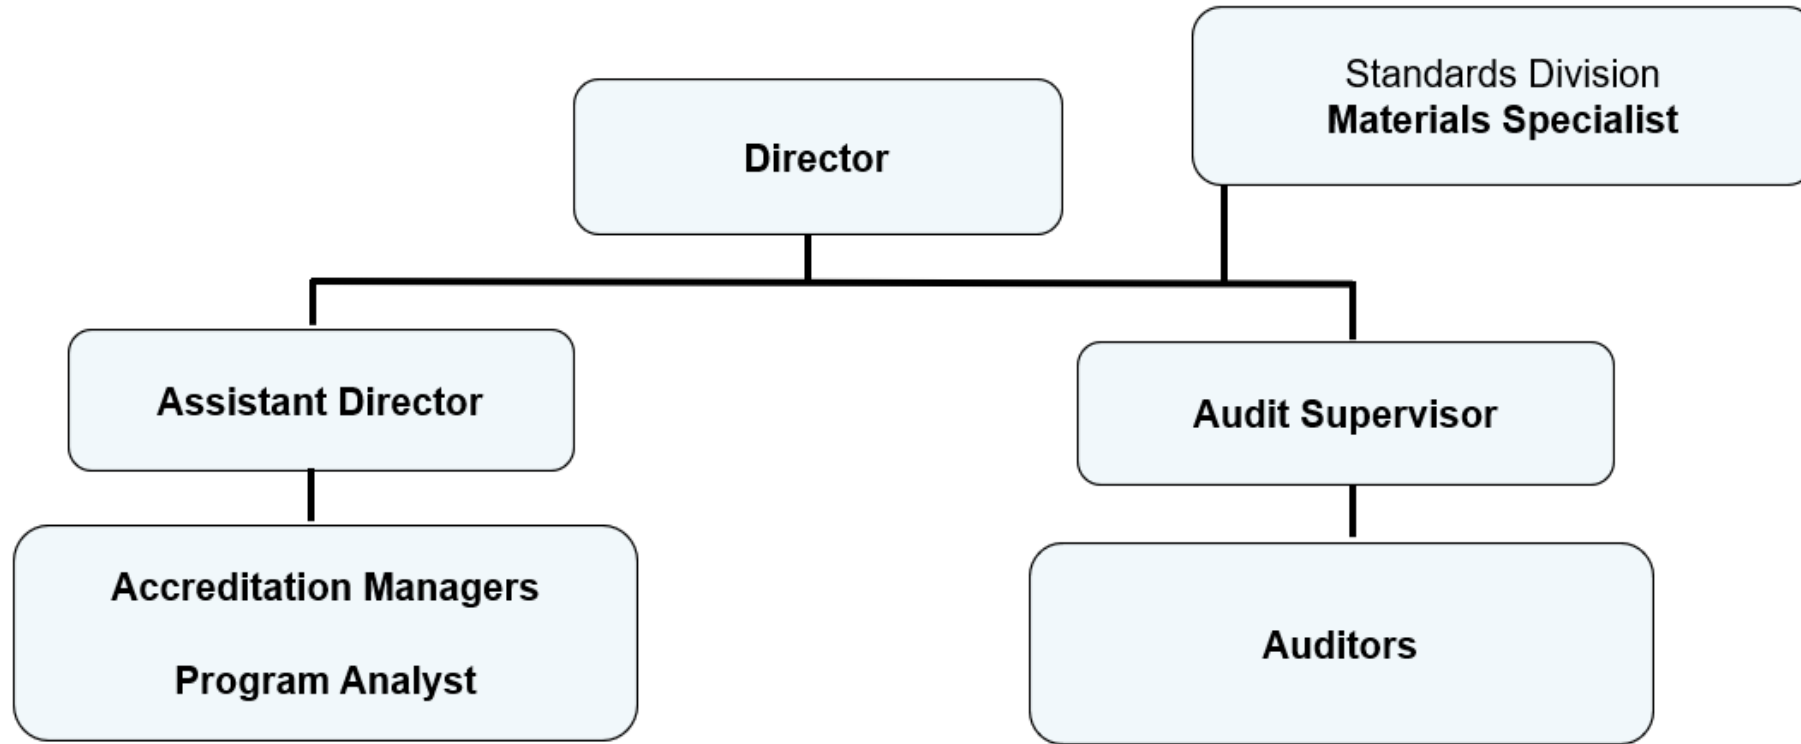 Standards Division
Materials Specialist
Director
Assistant Director
Audit Supervisor
Accreditation Managers
Program Analyst
Auditors